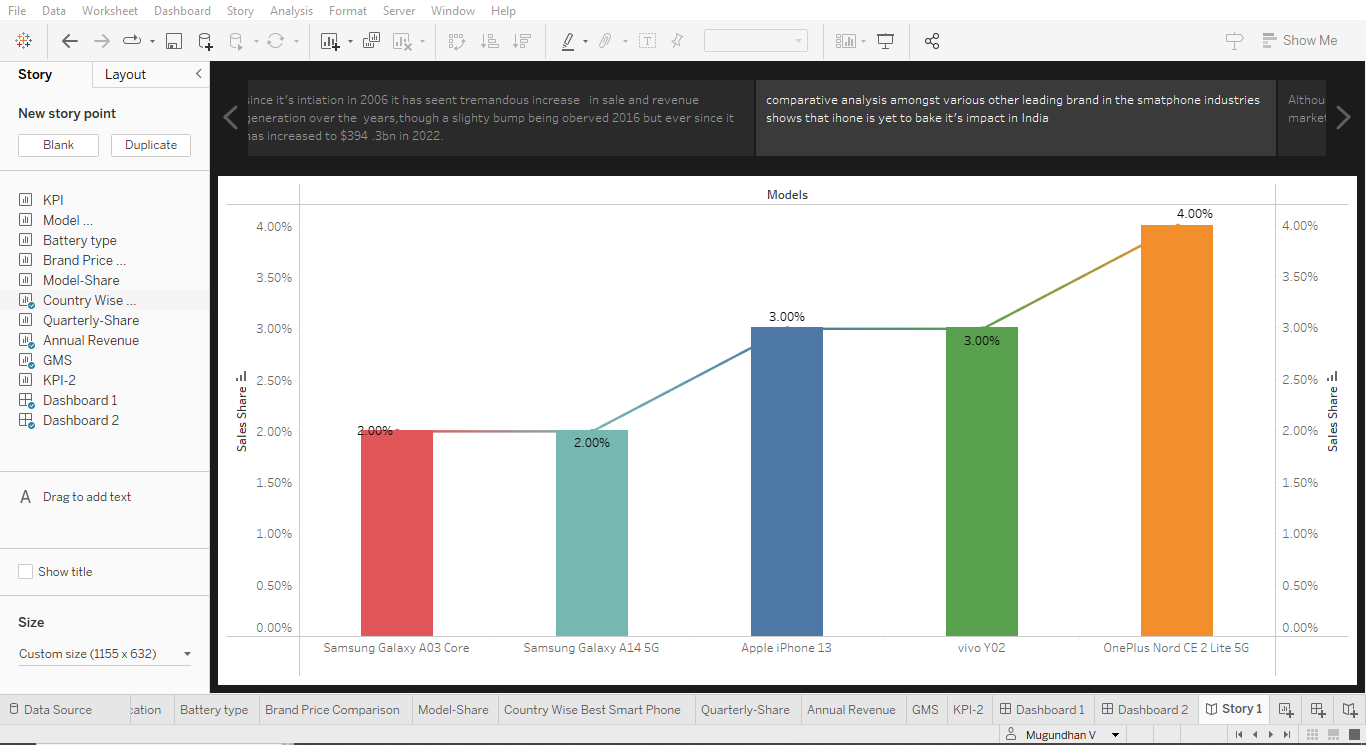 File Data Worksheet Dashboard Story Analysis Format Server Window Help
Show Me
Story Layout
New story point
Blank Duplicate
KPI
Model ...
Battery type
Brand Price ...
Model-Share
Country Wise ...
Quarterly-Share
Annual Revenue
GMS
KPI-2
Dashboard 1
Dashboard 2
A Drag to add text
Show title
Size
Custom size (1155 x 632)
since it's intiation in 2006 it has seent tremandous increase in sale and revenue
generation over the years,though a slighty bump being oberved 2016 but ever since it
has increased to $394 .3bn in 2022.
comparative analysis amongst various other leading brand in the smatphone industries
shows that ihone is yet to bake it's impact in India
Althou
market
Models
Sales Share
4.00%
3.50%
3.00%
2.50%
2.00%
1.50%
1.00%
0.50%
0.00%
2.00%
2.00%
3.00%
3.00%
4.00%
Samsung Galaxy A03 Core Samsung Galaxy A14 5G Apple iPhone 13 vivo Y02 OnePlus Nord CE 2 Lite 5G
4.00%
3.50%
3.00%
2.50%
2.00%
1.50%
1.00%
0.50%
0.00%
Sales Share
Data Source cation Battery type Brand Price Comparison Model-Share Country Wise Best Smart Phone Quarterly-Share Annual Revenue GMS KPI-2 Dashboard 1 Dashboard 2 Story 1
Mugundhan V